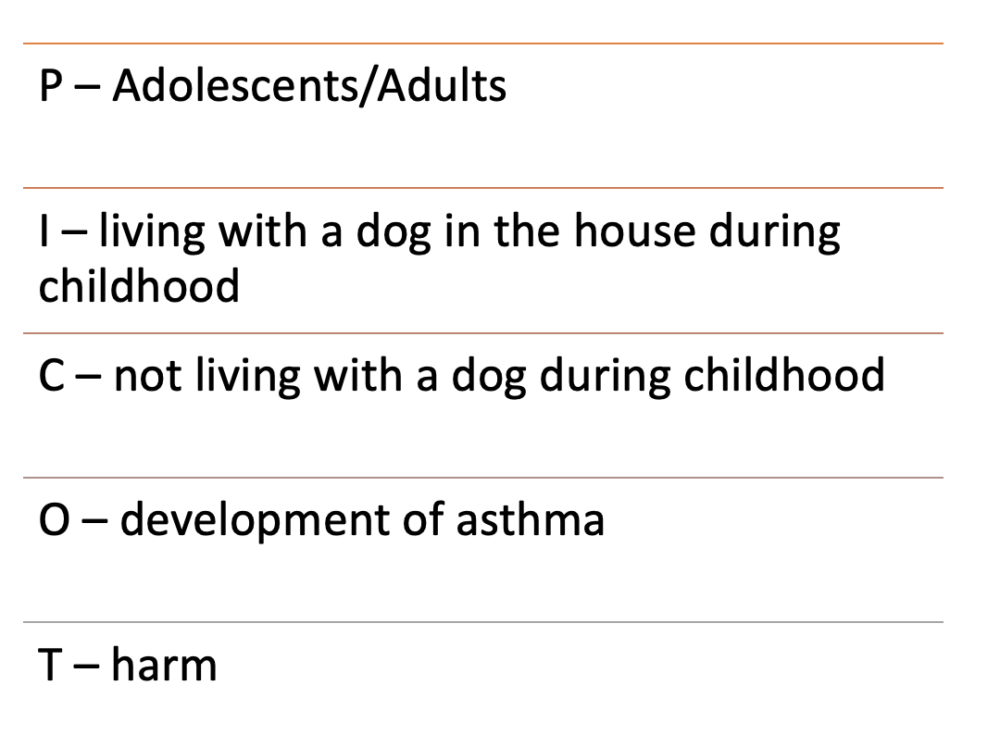 P – Adolescents/Adults
I – living with a dog in the house during
childhood
C – not living with a dog during childhood
O – development of asthma
T – harm